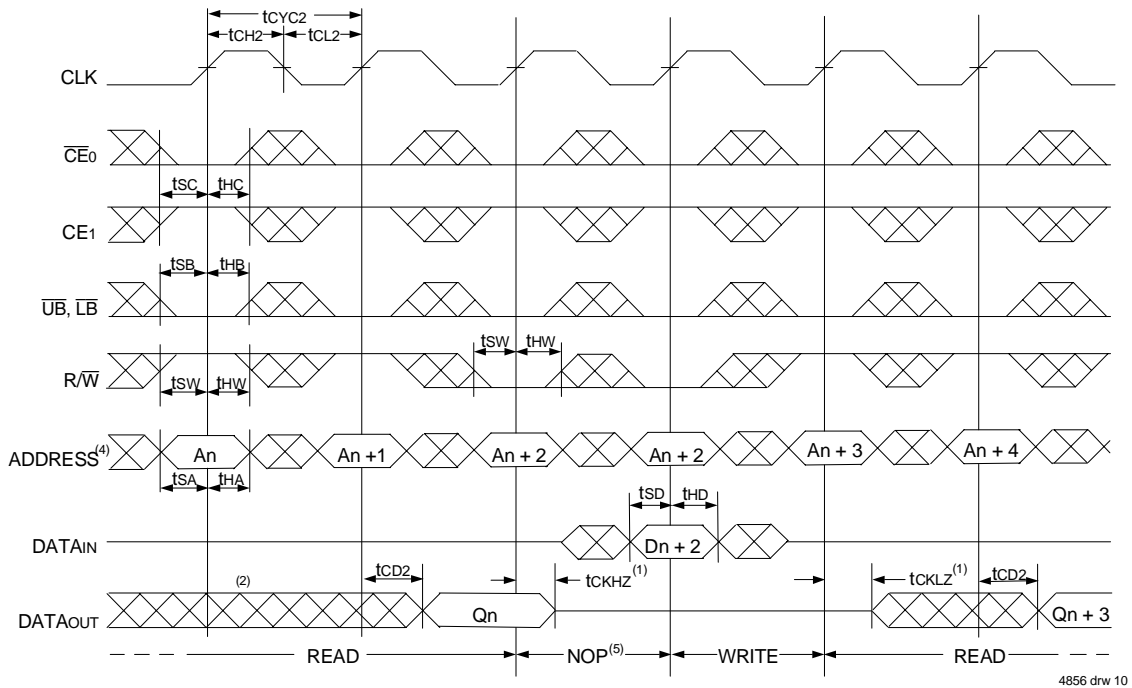 tCYC2
tCH2 tCL2
CLK
CE0
tSC tHC
CE1
tSB tHB
UB, LB
tSW tHW
R/W
tSW tHW
ADDRESS(4) An An +1 An + 2 An + 2 An + 3 An + 4
tSA tHA
tSD tHD
DATAIN Dn + 2
(2) tCD2 tCKHZ(1) tCKLZ(1) tCD2
DATAOUT Qn Qn + 3
READ NOP(5) WRITE READ
4856 drw 10